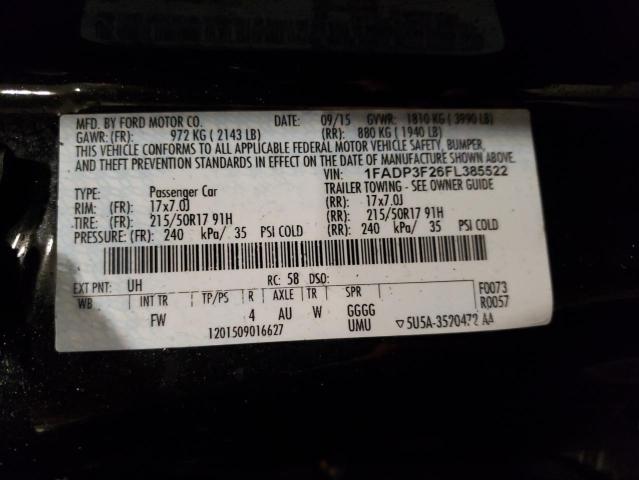 MFD. BY FORD MOTOR CO. DATE: 09/15 GVWR: 1810 KG ( 3990 LB)
GAWR: (FR): 972 KG ( 2143 LB) (RR): 880 KG ( 1940 LB)
THIS VEHICLE CONFORMS TO ALL APPLICABLE FEDERAL MOTOR VEHICLE SAFETY, BUMPER,
AND THEFT PREVENTION STANDARDS IN EFFECT ON THE DATE OF MANUFACTURE SHOWN ABOVE.
VIN: 1FADP3F26FL385522
TYPE: Passenger Car TRAILER TOWING - SEE OWNER GUIDE
RIM: (FR): 17x7.0J (RR): 17x7.0J
TIRE: (FR): 215/50R17 91H (RR): 215/50R17 91H
PRESSURE: (FR): 240 kPa/ 35 PSI COLD (RR): 240 kPa/ 35 PSI COLD
EXT PNT: UH RC: 58 DSO: F0073
WB INT TR TP/PS R AXLE TR SPR R0057
FW 4 AU W GGGG
1201509016627 UMU ▽5U5A-3520472 AA